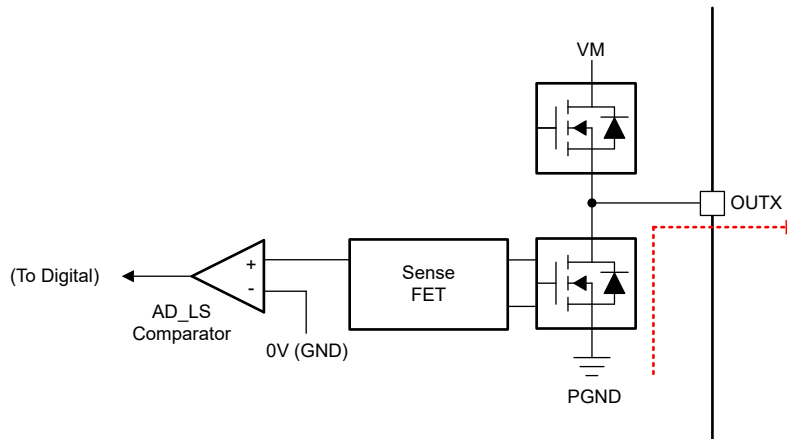 VM
OUTX
+
-
Sense
FET
(To Digital)
AD_LS
Comparator
0V (GND)
PGND